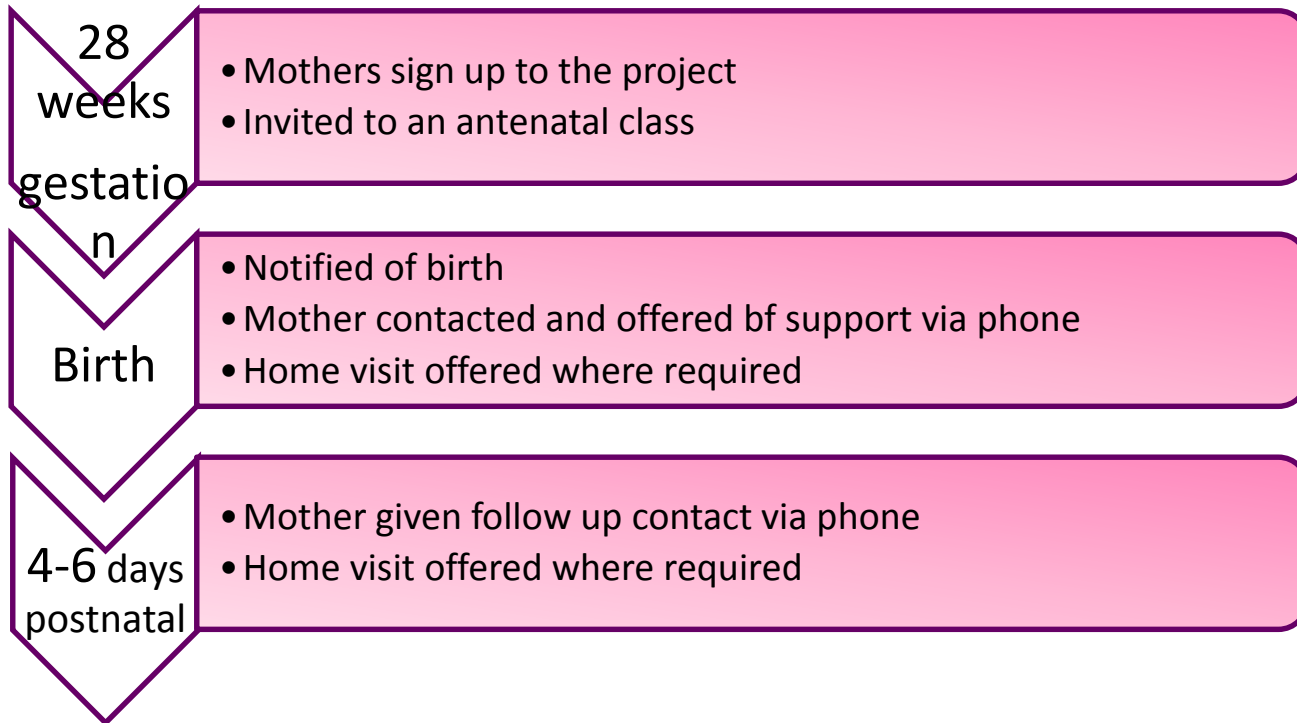 28
weeks
gestatio
n
• Mothers sign up to the project
• Invited to an antenatal class
Birth
• Notified of birth
• Mother contacted and offered bf support via phone
• Home visit offered where required
4-6 days
postnatal
• Mother given follow up contact via phone
• Home visit offered where required